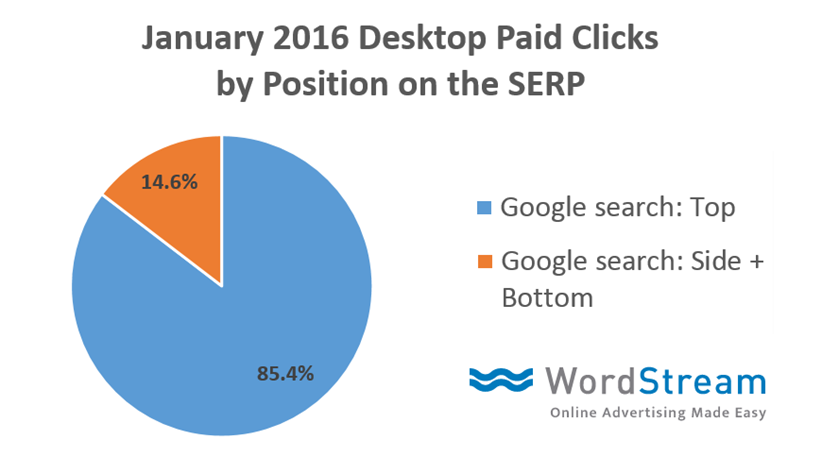 January 2016 Desktop Paid Clicks
by Position on the SERP
14.6%
85.4%
Google search: Top
Google search: Side +
Bottom
WordStream
Online Advertising Made Easy